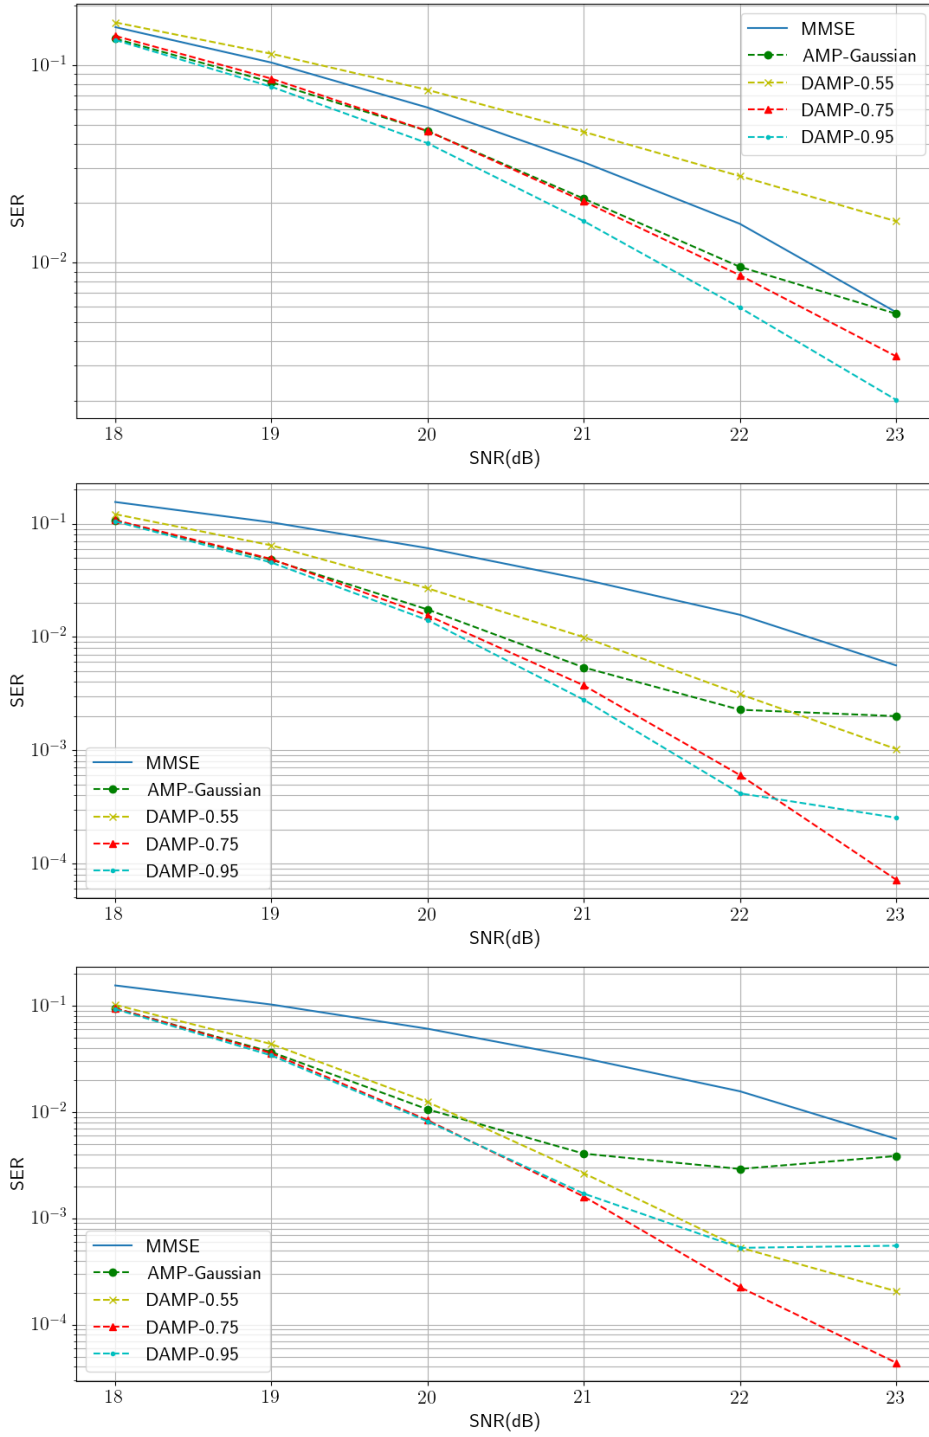 10⁻¹
10⁻²
SER
MMSE
AMP-Gaussian
DAMP-0.55
DAMP-0.75
DAMP-0.95
18 19 20 21 22 23
SNR(dB)
10⁻¹
10⁻²
10⁻³
10⁻⁴
SER
MMSE
AMP-Gaussian
DAMP-0.55
DAMP-0.75
DAMP-0.95
18 19 20 21 22 23
SNR(dB)
10⁻¹
10⁻²
10⁻³
10⁻⁴
SER
MMSE
AMP-Gaussian
DAMP-0.55
DAMP-0.75
DAMP-0.95
18 19 20 21 22 23
SNR(dB)